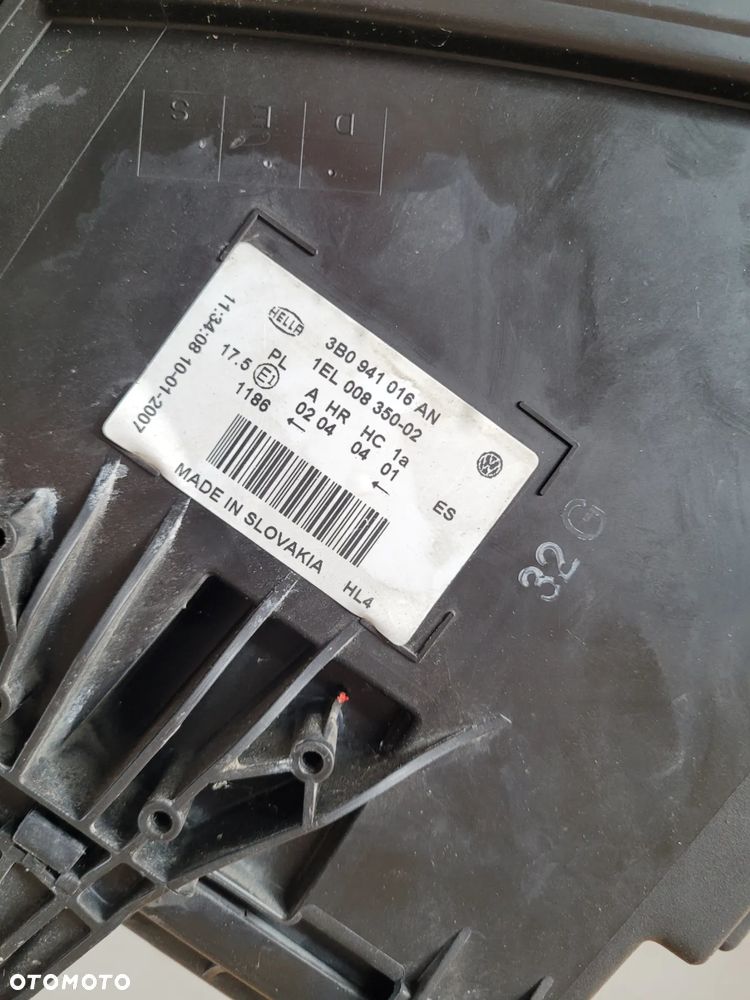 D E S
HELLA
3B0 941 016 AN
1EL 008 350-02
PL A HR HC 1a
17.5 E1 02 04 04 01
1186 ← ←
11:34:08 10-01-2007
ES
MADE IN SLOVAKIA HL4
32 G
OTOMOTO